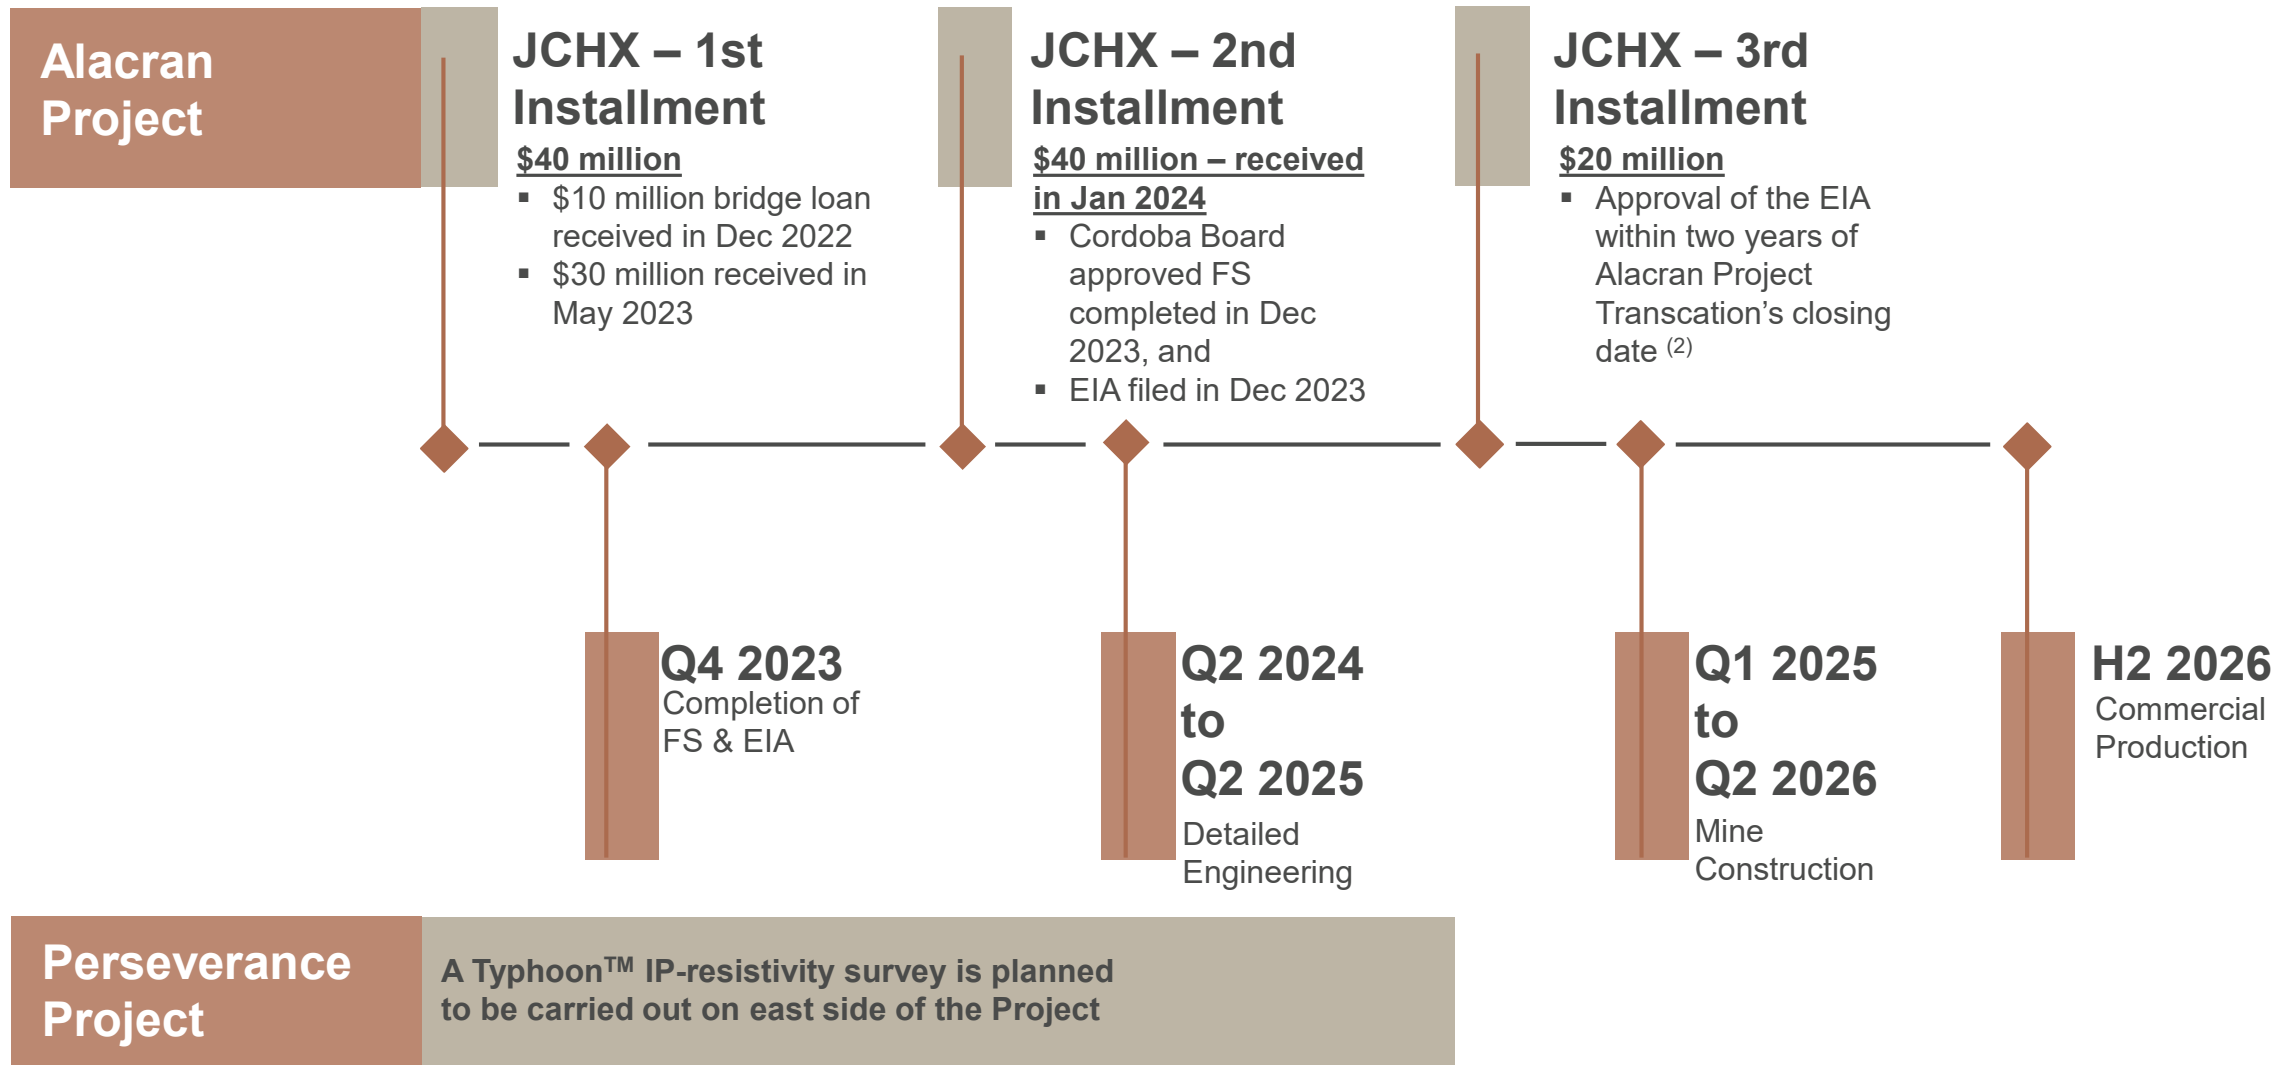 Alacran
Project
JCHX – 1st
Installment
$40 million
▪ $10 million bridge loan
received in Dec 2022
▪ $30 million received in
May 2023
JCHX – 2nd
Installment
$40 million – received
in Jan 2024
▪ Cordoba Board
approved FS
completed in Dec
2023, and
▪ EIA filed in Dec 2023
JCHX – 3rd
Installment
$20 million
▪ Approval of the EIA
within two years of
Alacran Project
Transcation’s closing
date (2)
Q4 2023
Completion of
FS & EIA
Q2 2024
to
Q2 2025
Detailed
Engineering
Q1 2025
to
Q2 2026
Mine
Construction
H2 2026
Commercial
Production
Perseverance
Project
A Typhoon™ IP-resistivity survey is planned
to be carried out on east side of the Project